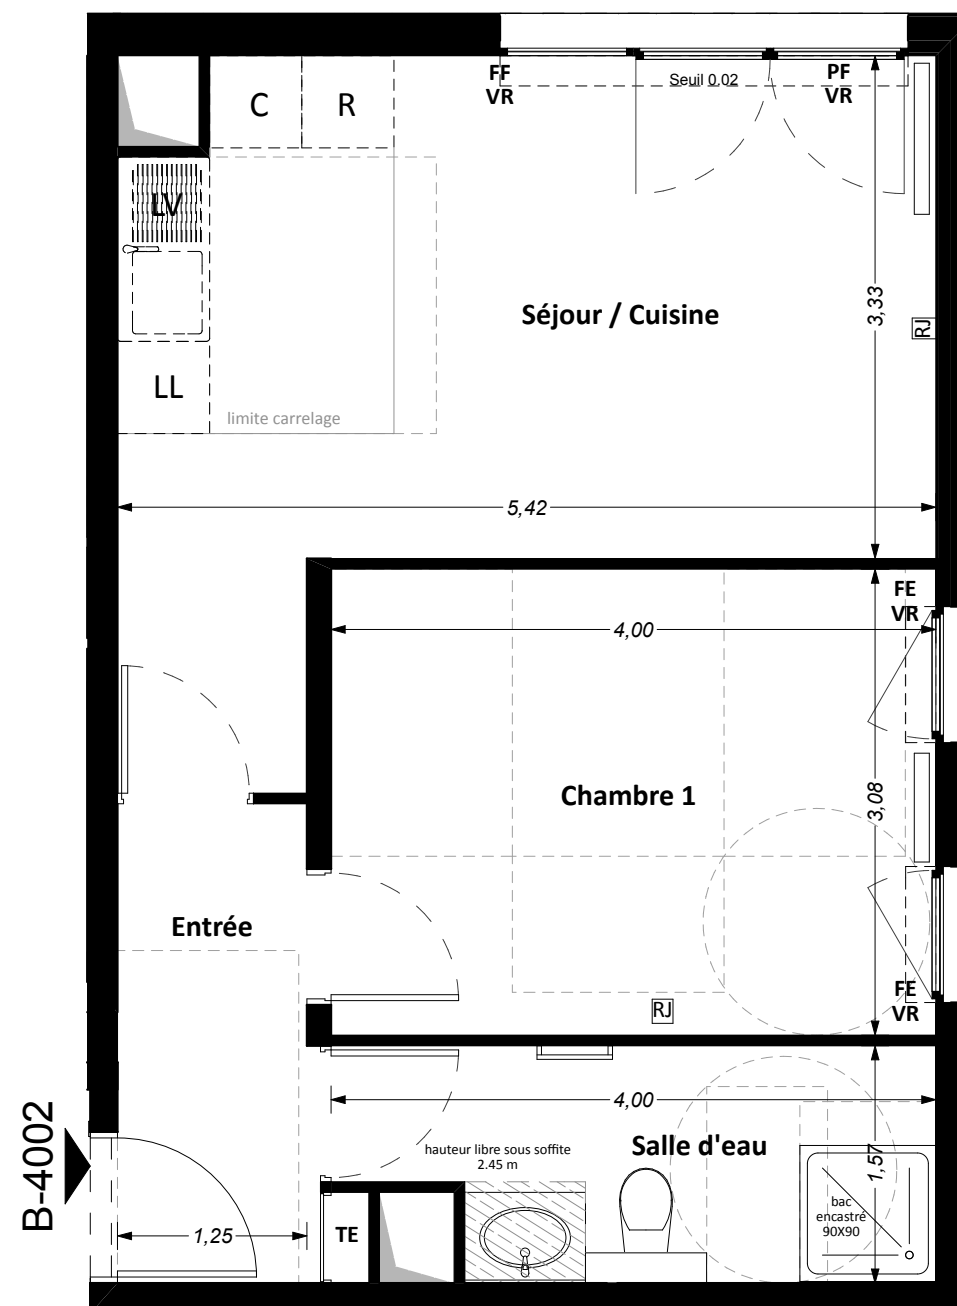 C
R
FF
VR
Seuil 0.02
PF
VR
LV
Séjour / Cuisine
3,33
RJ
LL
limite carrelage
5,42
FE
VR
4,00
Chambre 1
3,08
Entrée
FE
VR
RJ
4,00
B-4002
hauteur libre sous soffite
2.45 m
Salle d'eau
1,57
bac
encastré
90X90
1,25
TE